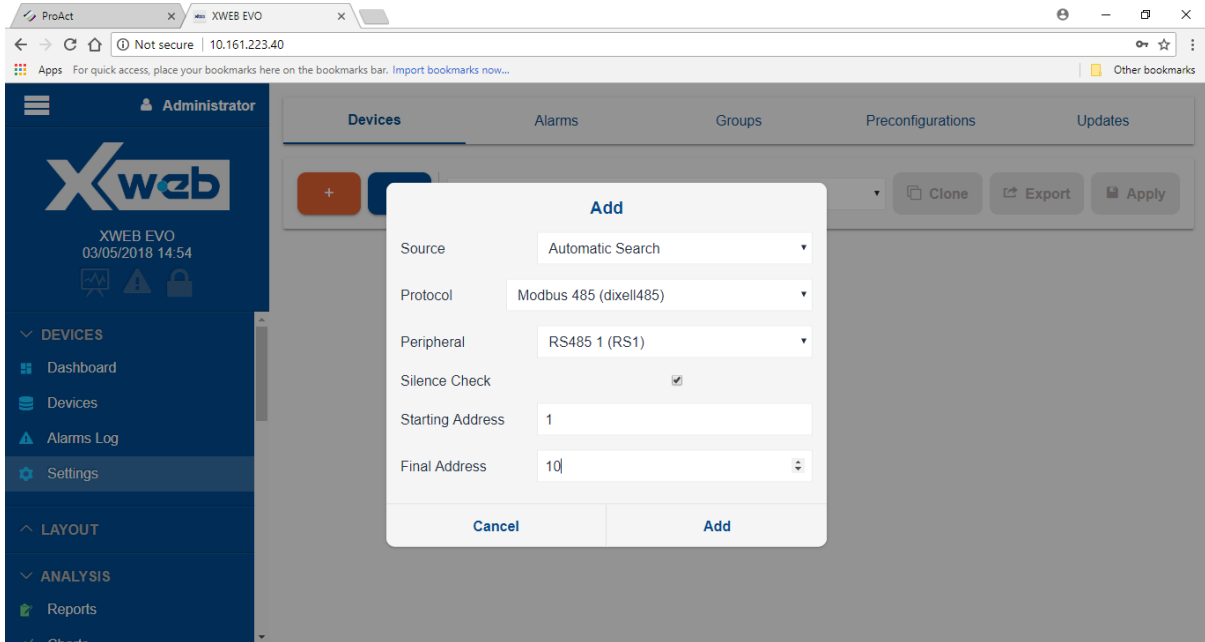 ProAct
XWEB EVO
Not secure | 10.161.223.40
Apps For quick access, place your bookmarks here on the bookmarks bar. Import bookmarks now...
Other bookmarks
Administrator
Devices Alarms Groups Preconfigurations Updates
Xweb
+
Clone Export Apply
XWEB EVO
03/05/2018 14:54
Add
Source Automatic Search
Protocol Modbus 485 (dixell485)
Peripheral RS485 1 (RS1)
Silence Check
Starting Address 1
Final Address 10
Cancel Add
DEVICES
Dashboard
Devices
Alarms Log
Settings
LAYOUT
ANALYSIS
Reports
Charts